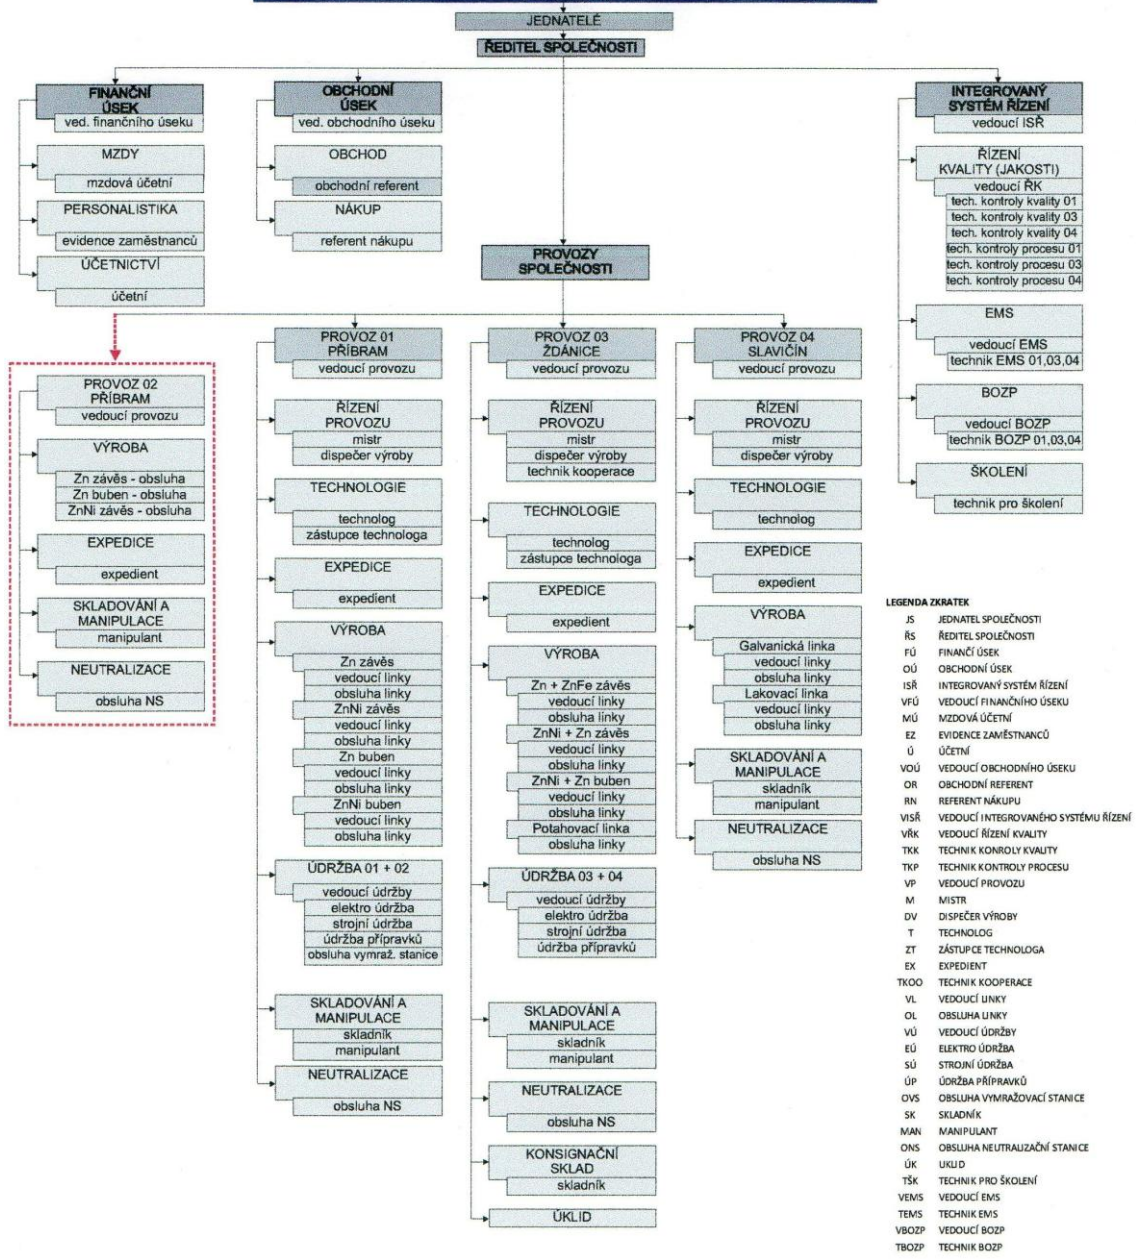 JEDNATELÉ
ŘEDITEL SPOLEČNOSTI
FINANČNÍ
ÚSEK
ved. finančního úseku
MZDY
mzdová účetní
PERSONALISTIKA
evidence zaměstnanců
ÚČETNICTVÍ
účetní
OBCHODNÍ
ÚSEK
ved. obchodního úseku
OBCHOD
obchodní referent
NÁKUP
referent nákupu
INTEGROVANÝ
SYSTÉM ŘÍZENÍ
vedoucí ISŘ
ŘÍZENÍ
KVALITY (JAKOSTI)
vedoucí ŘK
tech. kontroly kvality 01
tech. kontroly kvality 03
tech. kontroly kvality 04
tech. kontroly procesu 01
tech. kontroly procesu 03
tech. kontroly procesu 04
EMS
vedoucí EMS
technik EMS 01,03,04
BOZP
vedoucí BOZP
technik BOZP 01,03,04
ŠKOLENÍ
technik pro školení
PROVOZY
SPOLEČNOSTI
PROVOZ 02
PŘÍBRAM
vedoucí provozu
VÝROBA
Zn závěs - obsluha
Zn buben - obsluha
ZnNi závěs - obsluha
EXPEDICE
expedient
SKLADOVÁNÍ A
MANIPULACE
manipulant
NEUTRALIZACE
obsluha NS
PROVOZ 01
PŘÍBRAM
vedoucí provozu
ŘÍZENÍ
PROVOZU
mistr
dispečer výroby
TECHNOLOGIE
technolog
zástupce technologa
EXPEDICE
expedient
VÝROBA
Zn závěs
vedoucí linky
obsluha linky
ZnNi závěs
vedoucí linky
obsluha linky
Zn buben
vedoucí linky
obsluha linky
ZnNi buben
vedoucí linky
obsluha linky
ÚDRŽBA 01 + 02
vedoucí údržby
elektro údržba
strojní údržba
údržba přípravků
obsluha vymraž. stanice
SKLADOVÁNÍ A
MANIPULACE
skladník
manipulant
NEUTRALIZACE
obsluha NS
PROVOZ 03
ŽDÁNICE
vedoucí provozu
ŘÍZENÍ
PROVOZU
mistr
dispečer výroby
technik kooperace
TECHNOLOGIE
technolog
zástupce technologa
EXPEDICE
expedient
VÝROBA
Zn + ZnFe závěs
vedoucí linky
obsluha linky
ZnNi + Zn závěs
vedoucí linky
obsluha linky
ZnNi + Zn buben
vedoucí linky
obsluha linky
Potahovací linka
obsluha linky
ÚDRŽBA 03 + 04
vedoucí údržby
elektro údržba
strojní údržba
údržba přípravků
SKLADOVÁNÍ A
MANIPULACE
skladník
manipulant
NEUTRALIZACE
obsluha NS
KONSIGNAČNÍ
SKLAD
skladník
ÚKLID
PROVOZ 04
SLAVIČÍN
vedoucí provozu
ŘÍZENÍ
PROVOZU
mistr
dispečer výroby
TECHNOLOGIE
technolog
EXPEDICE
expedient
VÝROBA
Galvanická linka
vedoucí linky
obsluha linky
Lakovací linka
vedoucí linky
obsluha linky
SKLADOVÁNÍ A
MANIPULACE
skladník
manipulant
NEUTRALIZACE
obsluha NS
LEGENDA ZKRATEK
JS JEDNATEL SPOLEČNOSTI
ŘS ŘEDITEL SPOLEČNOSTI
FÚ FINANČÍ ÚSEK
OÚ OBCHODNÍ ÚSEK
ISŘ INTEGROVANÝ SYSTÉM ŘÍZENÍ
VFÚ VEDOUCÍ FINANČNÍHO ÚSEKU
MÚ MZDOVÁ ÚČETNÍ
EZ EVIDENCE ZAMĚSTNANCŮ
Ú ÚČETNÍ
VOÚ VEDOUCÍ OBCHODNÍHO ÚSEKU
OR OBCHODNÍ REFERENT
RN REFERENT NÁKUPU
VISŘ VEDOUCÍ INTEGROVANÉHO SYSTÉMU ŘÍZENÍ
VŘK VEDOUCÍ ŘÍZENÍ KVALITY
TKK TECHNIK KONROLY KVALITY
TKP TECHNIK KONTROLY PROCESU
VP VEDOUCÍ PROVOZU
M MISTR
DV DISPEČER VÝROBY
T TECHNOLOG
ZT ZÁSTUPCE TECHNOLOGA
EX EXPEDIENT
TKOO TECHNIK KOOPERACE
VL VEDOUCÍ LINKY
OL OBSLUHA LINKY
VÚ VEDOUCÍ ÚDRŽBY
EÚ ELEKTRO ÚDRŽBA
SÚ STROJNÍ ÚDRŽBA
ÚP ÚDRŽBA PŘÍPRAVKŮ
OVS OBSLUHA VYMRAŽOVACÍ STANICE
SK SKLADNÍK
MAN MANIPULANT
ONS OBSLUHA NEUTRALIZAČNÍ STANICE
ÚK UKLID
TŠK TECHNIK PRO ŠKOLENÍ
VEMS VEDOUCÍ EMS
TEMS TECHNIK EMS
VBOZP VEDOUCÍ BOZP
TBOZP TECHNIK BOZP